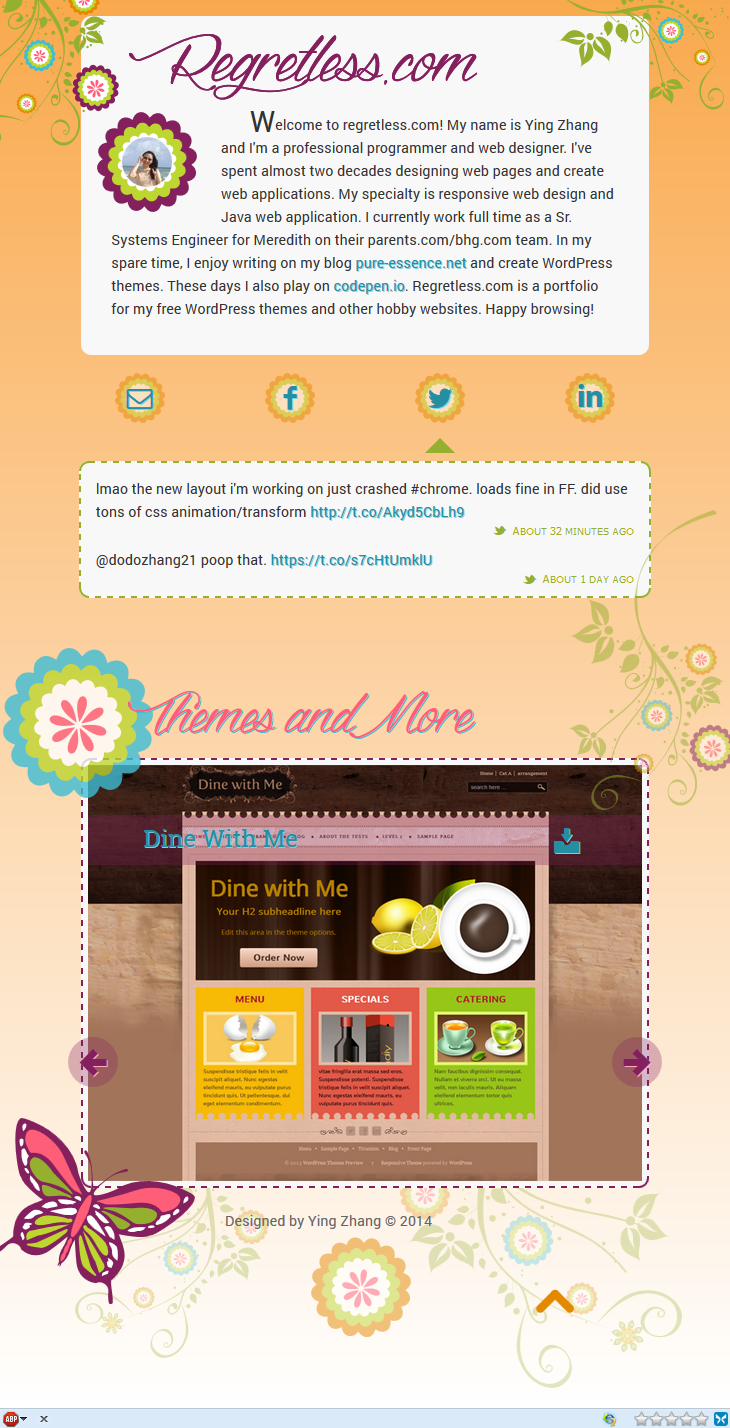 Regretless.com
Welcome to regretless.com! My name is Ying Zhang
and I'm a professional programmer and web designer. I've
spent almost two decades designing web pages and create
web applications. My specialty is responsive web design and
Java web application. I currently work full time as a Sr.
Systems Engineer for Meredith on their parents.com/bhg.com team. In my
spare time, I enjoy writing on my blog pure-essence.net and create WordPress
themes. These days I also play on codepen.io. Regretless.com is a portfolio
for my free WordPress themes and other hobby websites. Happy browsing!
lmao the new layout i'm working on just crashed #chrome. loads fine in FF. did use
tons of css animation/transform http://t.co/Akyd5CbLh9
ABOUT 32 MINUTES AGO
@dodozhang21 poop that. https://t.co/s7cHtUmklU
ABOUT 1 DAY AGO
Themes and More
Home | Cat A | arrangement
Dine with Me
search here ...
Dine With Me
BLOG • ABOUT THE TESTS • LEVEL 1 • SAMPLE PAGE
Dine with Me
Your H2 subheadline here
Edit this area in the theme options.
Order Now
MENU SPECIALS CATERING
Suspendisse tristique felis in velit
suscipit aliquet. Nunc egestas
eleifend mauris, eu vulputate purus
tincidunt quis. Ut pellentesque, dui
eget elementum condimentum.
vitae fringilla erat massa sed eros.
Suspendisse potenti. Suspendisse
tristique felis in velit suscipit
aliquet. Nunc egestas eleifend mauris, eu
vulputate purus tincidunt quis.
Nam faucibus dignissim consequat.
Nullam et viverra orci. Ut eu massa
velit, non iaculis mauris. Aliquam
eleifend elementum tortor quis
ultrices.
Home • Sample Page • Titration • Blog • Front Page
© 2013 WordPress Themes Preview Responsive Theme powered by WordPress
Designed by Ying Zhang © 2014
ABP